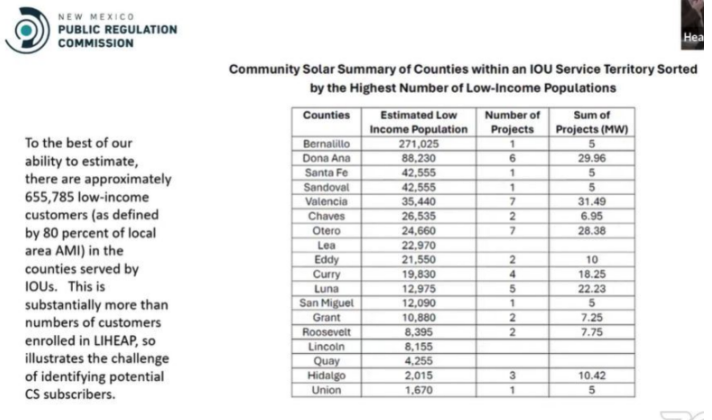 NEW MEXICO
PUBLIC REGULATION
COMMISSION
Hea
Community Solar Summary of Counties within an IOU Service Territory Sorted
by the Highest Number of Low-Income Populations
To the best of our
ability to estimate,
there are approximately
655,785 low-income
customers (as defined
by 80 percent of local
area AMI) in the
counties served by
IOUs. This is
substantially more than
numbers of customers
enrolled in LIHEAP, so
illustrates the challenge
of identifying potential
CS subscribers.
Counties Estimated Low Income Population Number of Projects Sum of Projects (MW)
Bernalillo 271,025 1 5
Dona Ana 88,230 6 29.96
Santa Fe 42,555 1 5
Sandoval 42,555 1 5
Valencia 35,440 7 31.49
Chaves 26,535 2 6.95
Otero 24,660 7 28.38
Lea 22,970
Eddy 21,550 2 10
Curry 19,830 4 18.25
Luna 12,975 5 22.23
San Miguel 12,090 1 5
Grant 10,880 2 7.25
Roosevelt 8,395 2 7.75
Lincoln 8,155
Quay 4,255
Hidalgo 2,015 3 10.42
Union 1,670 1 5